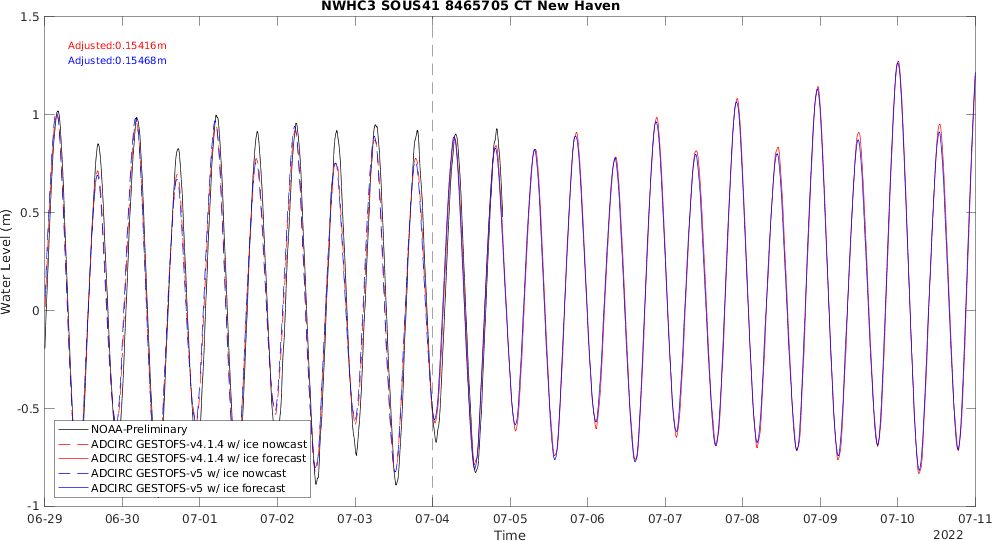 NWHC3 SOUS41 8465705 CT New Haven
1.5
Adjusted:0.15416m
Adjusted:0.15468m
1
0.5
Water Level (m)
0
-0.5
NOAA-Preliminary
ADCIRC GESTOFS-v4.1.4 w/ ice nowcast
ADCIRC GESTOFS-v4.1.4 w/ ice forecast
ADCIRC GESTOFS-v5 w/ ice nowcast
ADCIRC GESTOFS-v5 w/ ice forecast
-1
06-29 06-30 07-01 07-02 07-03 07-04 07-05 07-06 07-07 07-08 07-09 07-10 07-11
Time
2022